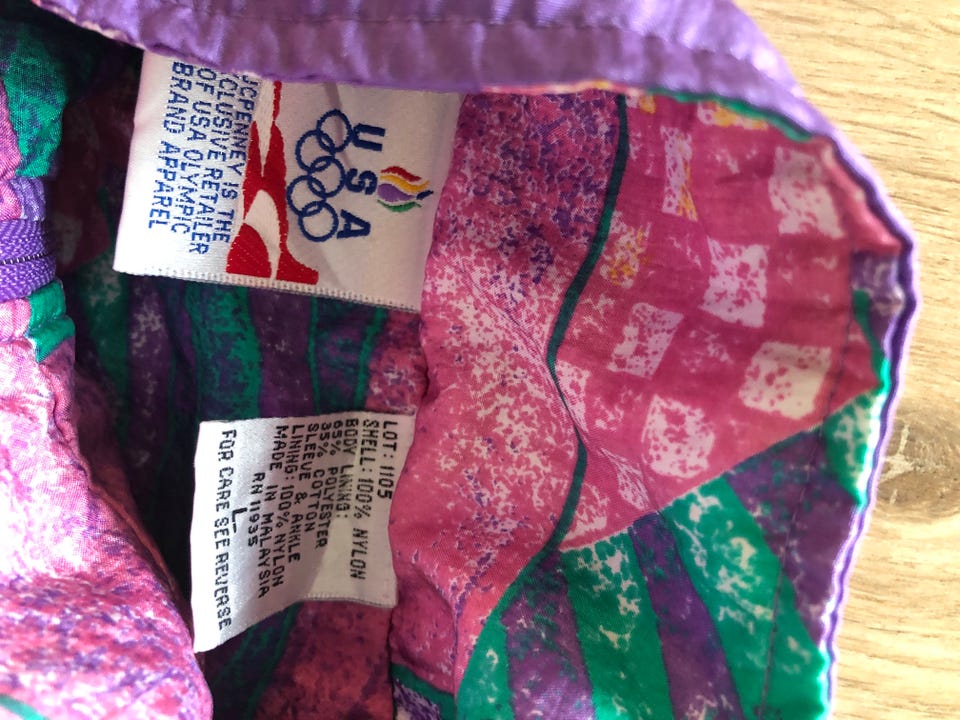 USA
JCPENNEY IS THE
EXCLUSIVE RETAILER
OF USA OLYMPIC
BRAND APPAREL
LOT: 1105
SHELL: 100% NYLON
BODY LINING:
65% POLYESTER
35% COTTON
SLEEVE & ANKLE
LINING: 100% NYLON
MADE IN MALAYSIA
RN 11935
L
FOR CARE SEE REVERSE